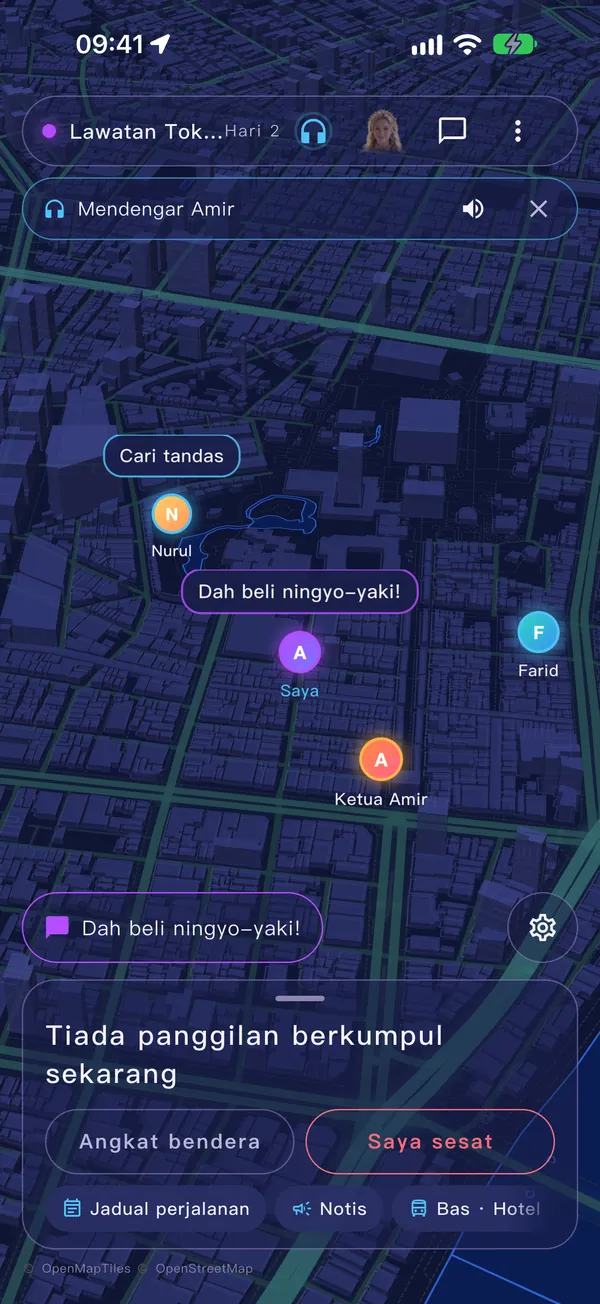 09:41
Lawatan Tok... Hari 2
Mendengar Amir
Cari tandas
N
Nurul
Dah beli ningyo-yaki!
A
Saya
F
Farid
A
Ketua Amir
Dah beli ningyo-yaki!
Tiada panggilan berkumpul
sekarang
Angkat bendera
Saya sesat
Jadual perjalanan
Notis
Bas · Hotel
© OpenMapTiles © OpenStreetMap